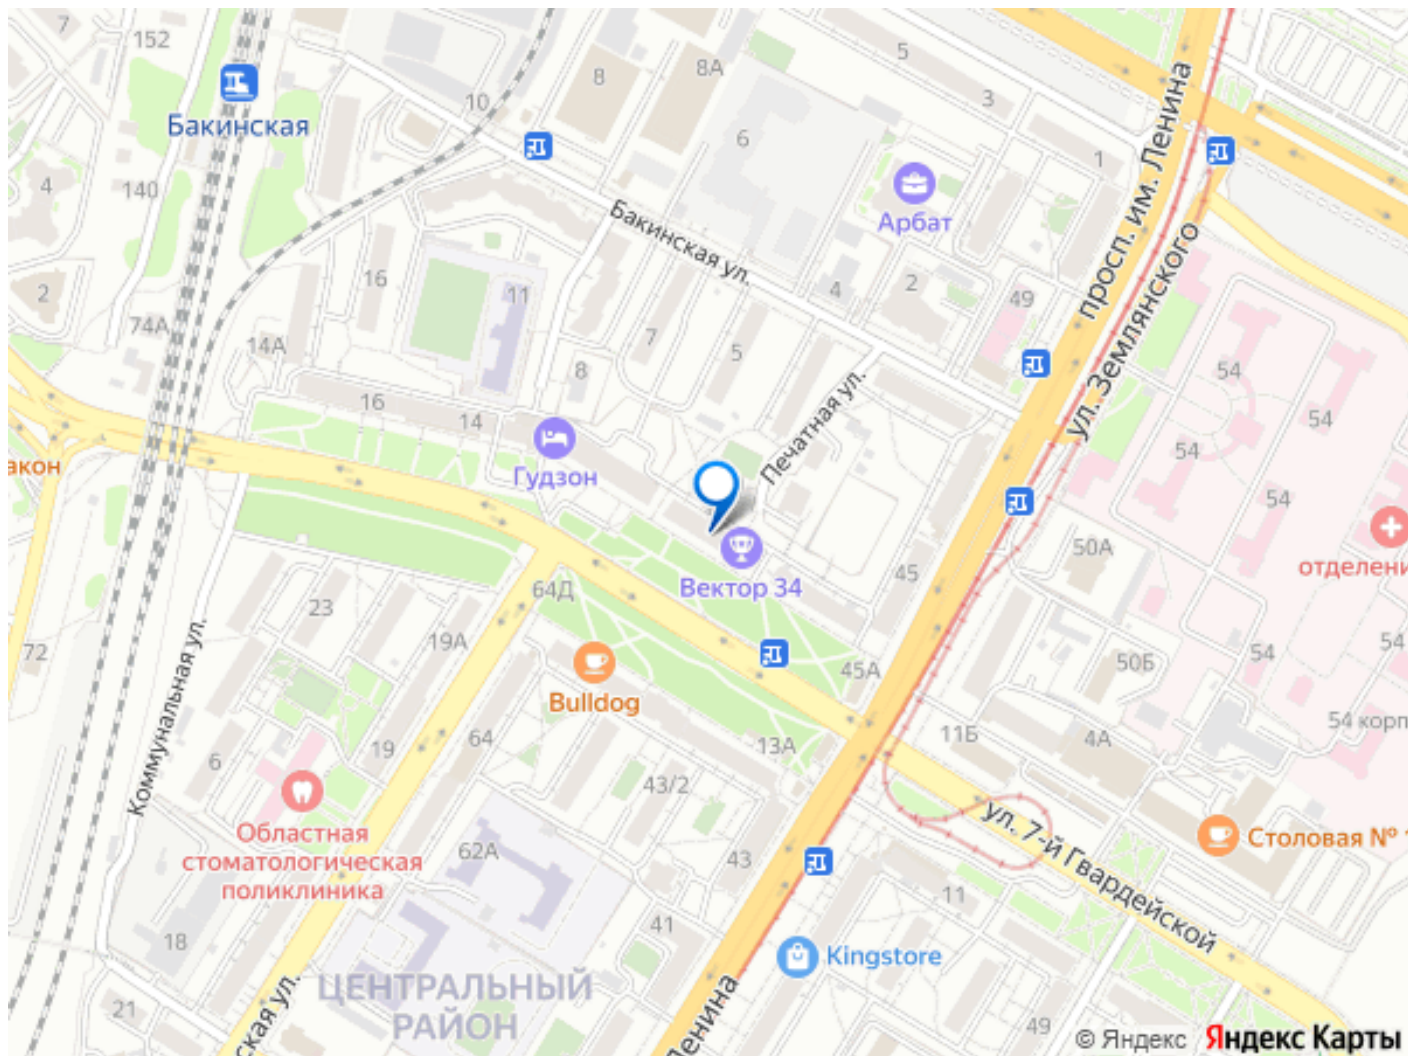 7
152
8
8А
5
10
Бакинская
3
6
1
просп. им. Ленина
4
140
Арбат
Бакинская ул.
ул. Землянского
2
16
11
4
2
49
74А
14А
7
5
54
8
Печатная ул.
16
14
54
54
акон
Гудзон
54
50А
отделени
45
Вектор 34
64Д
23
19А
72
54
54
50Б
45А
Коммунальная ул.
Bulldog
64
13А
11Б
4А
54 корп
6
19
43/2
ул. 7-й Гвардейской
Областная
стоматологическая
поликлиника
62А
43
Столовая № 1
11
18
41
Kingstore
ЦЕНТРАЛЬНЫЙ
РАЙОН
21
ская ул.
Ленина
49
© Яндекс Яндекс Карты